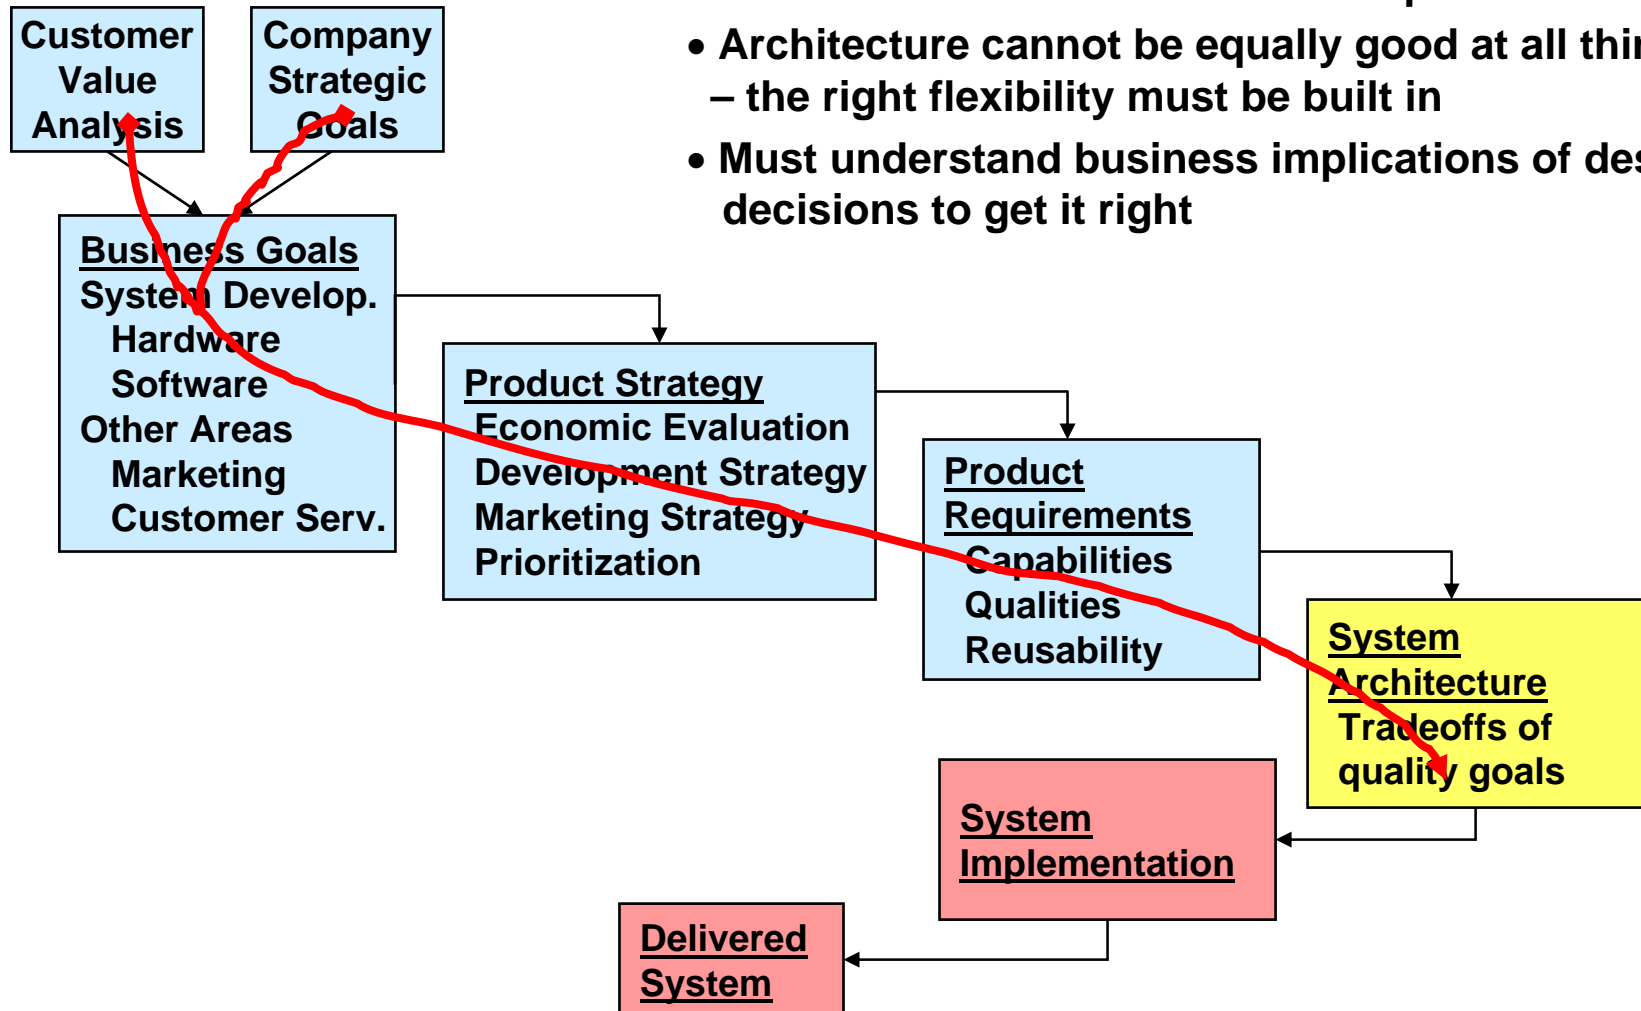 Customer
Value
Analysis
Company
Strategic
Goals
• Architecture cannot be equally good at all
– the right flexibility must be built in
• Must understand business implications of
decisions to get it right
Business Goals
System Develop.
Hardware
Software
Other Areas
Marketing
Customer Serv.
Product Strategy
Economic Evaluation
Development Strategy
Marketing Strategy
Prioritization
Product
Requirements
Capabilities
Qualities
Reusability
System
Architecture
Tradeoffs of
quality goals
System
Implementation
Delivered
System